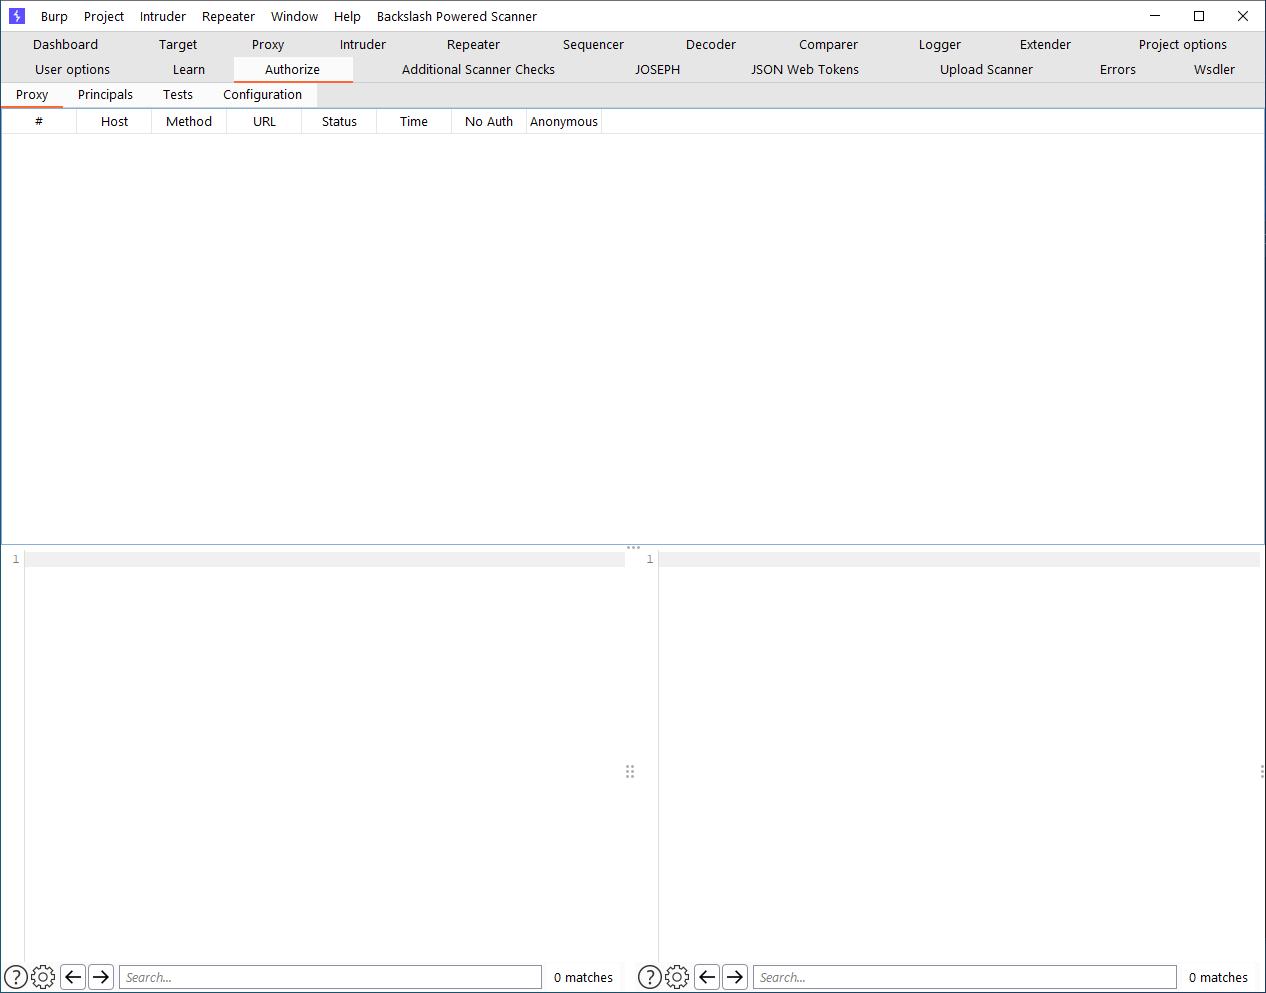 Burp Project Intruder Repeater Window Help Backslash Powered Scanner
Dashboard Target Proxy Intruder Repeater Sequencer Decoder Comparer Logger Extender Project options
User options Learn Authorize Additional Scanner Checks JOSEPH JSON Web Tokens Upload Scanner Errors Wsdler
Proxy Principals Tests Configuration
# Host Method URL Status Time No Auth Anonymous
1 1
? Search... 0 matches ? Search... 0 matches